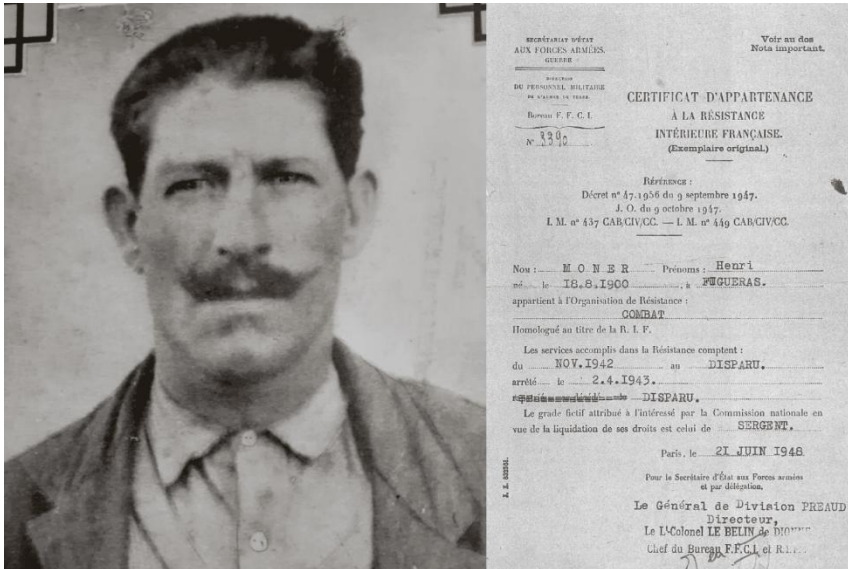 SECRÉTARIAT D'ÉTAT
AUX FORCES ARMÉES.
GUERRE
DIRECTION
DU PERSONNEL MILITAIRE
DE L'ARMÉE DE TERRE.
Bureau F. F. C. I.
N° 3390
Voir au dos
Nota important.
CERTIFICAT D'APPARTENANCE
À LA RÉSISTANCE
INTÉRIEURE FRANÇAISE.
(Exemplaire original.)
RÉFÉRENCE :
Décret n° 47.1956 du 9 septembre 1947.
J. O. du 9 octobre 1947.
I. M. n° 437 CAB/CIV/CC. — I. M. n° 449 CAB/CIV/CC.
Nom : MONER Prénoms : Henri
né le 18.8.1900 , à FIGUERAS.
appartient à l'Organisation de Résistance :
COMBAT
Homologué au titre de la R. I. F.
Les services accomplis dans la Résistance comptent :
du NOV.1942 au DISPARU.
arrêté le 2.4.1943.
DISPARU.
Le grade fictif attribué à l'intéressé par la Commission nationale en
vue de la liquidation de ses droits est celui de SERGENT.
Paris, le 21 JUIN 1948
Pour le Secrétaire d'État aux Forces armées
et par délégation,
Le Général de Division PREAUD
Directeur,
Le Lt-Colonel LE BELIN de
Chef du Bureau F.F.C.I. et R.I.F.